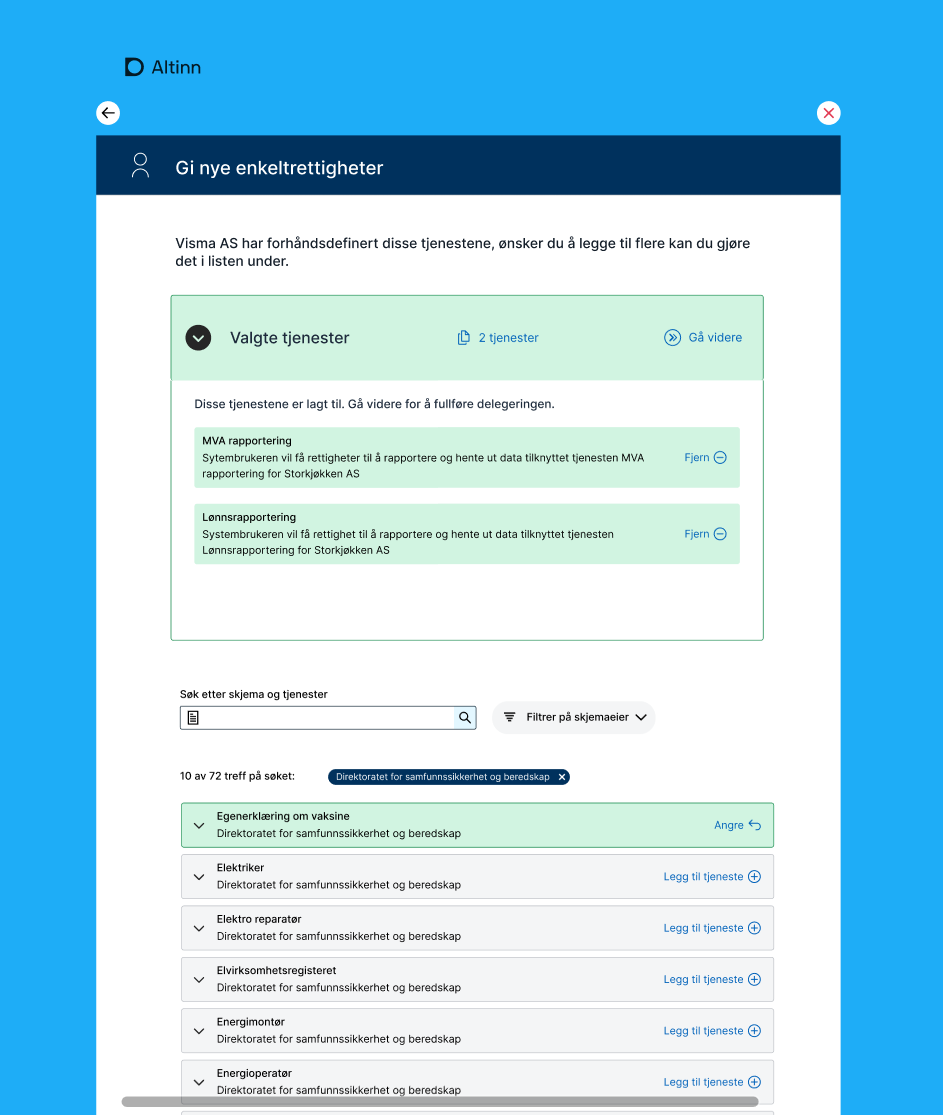 Altinn
Gi nye enkeltrettigheter
Visma AS har forhåndsdefinert disse tjenestene, ønsker du å legge til flere kan du gjøre
det i listen under.
Valgte tjenester
2 tjenester
Gå videre
Disse tjenestene er lagt til. Gå videre for å fullføre delegeringen.
MVA rapportering
Sytembrukeren vil få rettigheter til å rapportere og hente ut data tilknyttet tjenesten MVA
rapportering for Storkjøkken AS
Fjern
Lønnsrapportering
Systembrukeren vil få rettighet til å rapportere og hente ut data tilknyttet tjenesten
Lønnsrapportering for Storkjøkken AS
Fjern
Søk etter skjema og tjenester
Filtrer på skjemaeier
10 av 72 treff på søket:
Direktoratet for samfunnssikkerhet og beredskap
Egenerklæring om vaksine
Direktoratet for samfunnssikkerhet og beredskap
Angre
Elektriker
Direktoratet for samfunnssikkerhet og beredskap
Legg til tjeneste
Elektro reparatør
Direktoratet for samfunnssikkerhet og beredskap
Legg til tjeneste
Elvirksomhetsregisteret
Direktoratet for samfunnssikkerhet og beredskap
Legg til tjeneste
Energimontør
Direktoratet for samfunnssikkerhet og beredskap
Legg til tjeneste
Energioperatør
Direktoratet for samfunnssikkerhet og beredskap
Legg til tjeneste